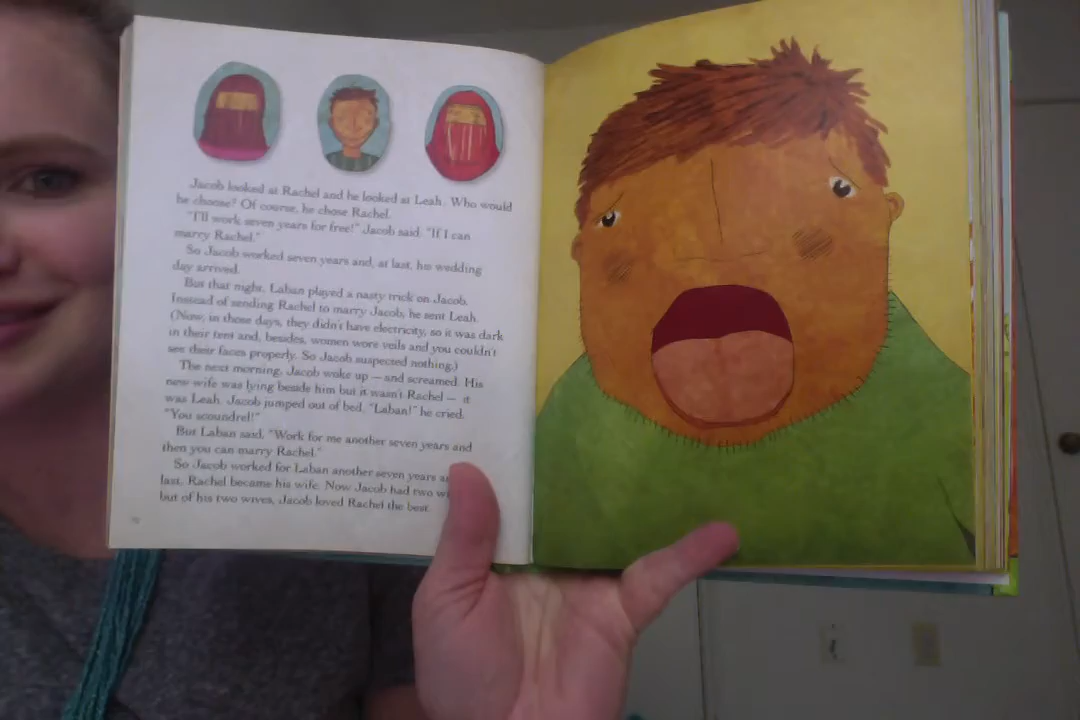 Jacob looked at Rachel and he looked at Leah. Who would
he choose? Of course, he chose Rachel.
"I'll work seven years for free!" Jacob said. "If I can
marry Rachel."
So Jacob worked seven years and, at last, his wedding
day arrived.
But that night, Laban played a nasty trick on Jacob.
Instead of sending Rachel to marry Jacob, he sent Leah.
(Now, in those days, they didn't have electricity, so it was dark
in their tent and, besides, women wore veils and you couldn't
see their faces properly. So Jacob suspected nothing.)
The next morning, Jacob woke up — and screamed. His
new wife was lying beside him but it wasn't Rachel — it
was Leah. Jacob jumped out of bed. "Laban!" he cried.
"You scoundrel!"
But Laban said, "Work for me another seven years and
then you can marry Rachel."
So Jacob worked for Laban another seven years
last, Rachel became his wife. Now Jacob had two
but of his two wives, Jacob loved Rachel the best.